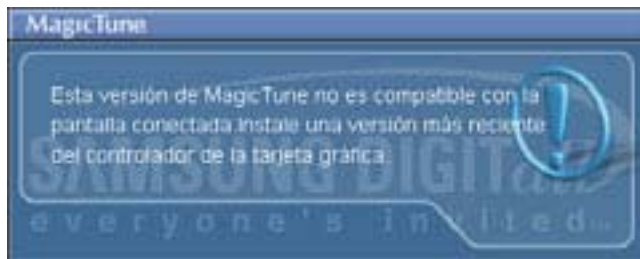 MagicTune
Esta versión de MagicTune no es compatible con la
pantalla conectada.Instale una versión más reciente
del controlador de la tarjeta gráfica.
SAMSUNG DIGITall
everyone's invited...